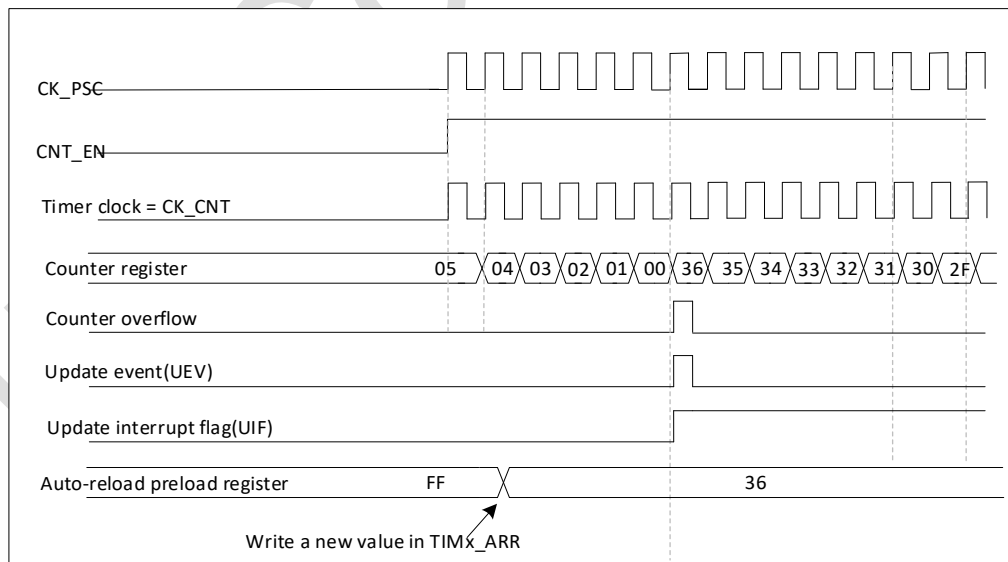 CK_PSC
CNT_EN
Timer clock = CK_CNT
Counter register 05 04 03 02 01 00 36 35 34 33 32 31 30 2F
Counter overflow
Update event(UEV)
Update interrupt flag(UIF)
Auto-reload preload register FF 36
Write a new value in TIMx_ARR